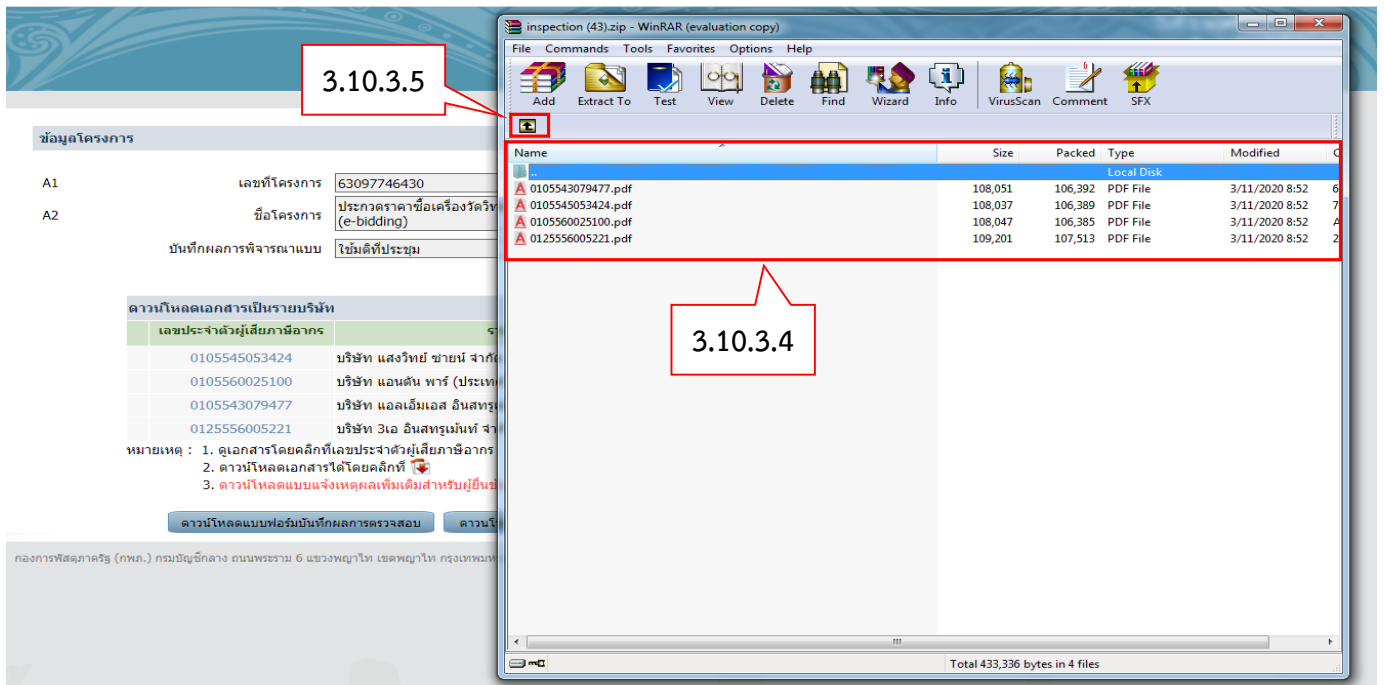 inspection (43).zip - WinRAR (evaluation copy)
File Commands Tools Favorites Options Help
Add Extract To Test View Delete Find Wizard Info VirusScan Comment SFX
3.10.3.5
Name Size Packed Type Modified
.. Local Disk
0105543079477.pdf 108,051 106,392 PDF File 3/11/2020 8:52
0105545053424.pdf 108,037 106,389 PDF File 3/11/2020 8:52
0105560025100.pdf 108,047 106,385 PDF File 3/11/2020 8:52
0125556005221.pdf 109,201 107,513 PDF File 3/11/2020 8:52
3.10.3.4
Total 433,336 bytes in 4 files
ข้อมูลโครงการ
A1 เลขที่โครงการ 63097746430
A2 ชื่อโครงการ ประกวดราคาซื้อเครื่องวัดวิท
(e-bidding)
บันทึกผลการพิจารณาแบบ ใช้มติที่ประชุม
ดาวน์โหลดเอกสารเป็นรายบริษัท
เลขประจำตัวผู้เสียภาษีอากร
0105545053424 บริษัท แสงวิทย์ ซายน์ จำกัด
0105560025100 บริษัท แอนตัน พาร์ (ประเท
0105543079477 บริษัท แอลเอ็มเอส อินสทรู
0125556005221 บริษัท 3เอ อินสทรูเม้นท์ จำ
หมายเหตุ : 1. ดูเอกสารโดยคลิกที่เลขประจำตัวผู้เสียภาษีอากร
2. ดาวน์โหลดเอกสารได้โดยคลิกที่
3. ดาวน์โหลดแบบแจ้งเหตุผลเพิ่มเติมสำหรับผู้ยื่นข้
ดาวน์โหลดแบบฟอร์มบันทึกผลการตรวจสอบ ดาวน์โ
กองการพัสดุภาครัฐ (กพภ.) กรมบัญชีกลาง ถนนพระราม 6 แขวงพญาไท เขตพญาไท กรุงเทพมห